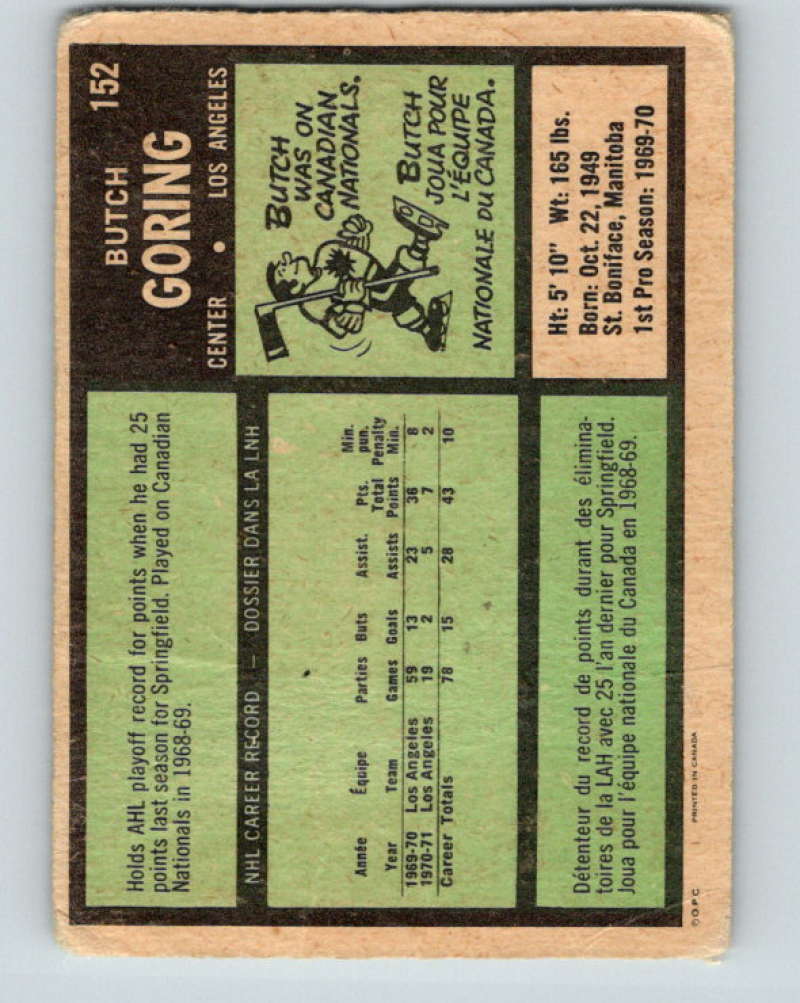 Holds AHL playoff record for points when he had 25
points last season for Springfield. Played on Canadian
Nationals in 1968-69.
BUTCH 152
GORING
CENTER • LOS ANGELES
NHL CAREER RECORD — DOSSIER DANS LA LNH
Année Équipe Parties Buts Assist. Pts. Min. pun.
Year Team Games Goals Assists Total Points Penalty Min.
1969-70 Los Angeles 59 13 23 36 8
1970-71 Los Angeles 19 2 5 7 2
Career Totals 78 15 28 43 10
BUTCH
WAS ON
CANADIAN
NATIONALS.
BUTCH
JOUA POUR
L'ÉQUIPE
NATIONALE DU CANADA.
Détenteur du record de points durant des élimina-
toires de la LAH avec 25 l'an dernier pour Springfield.
Joua pour l'équipe nationale du Canada en 1968-69.
Ht: 5' 10" Wt: 165 lbs.
Born: Oct. 22, 1949
St. Boniface, Manitoba
1st Pro Season: 1969-70
©O.P.C. PRINTED IN CANADA